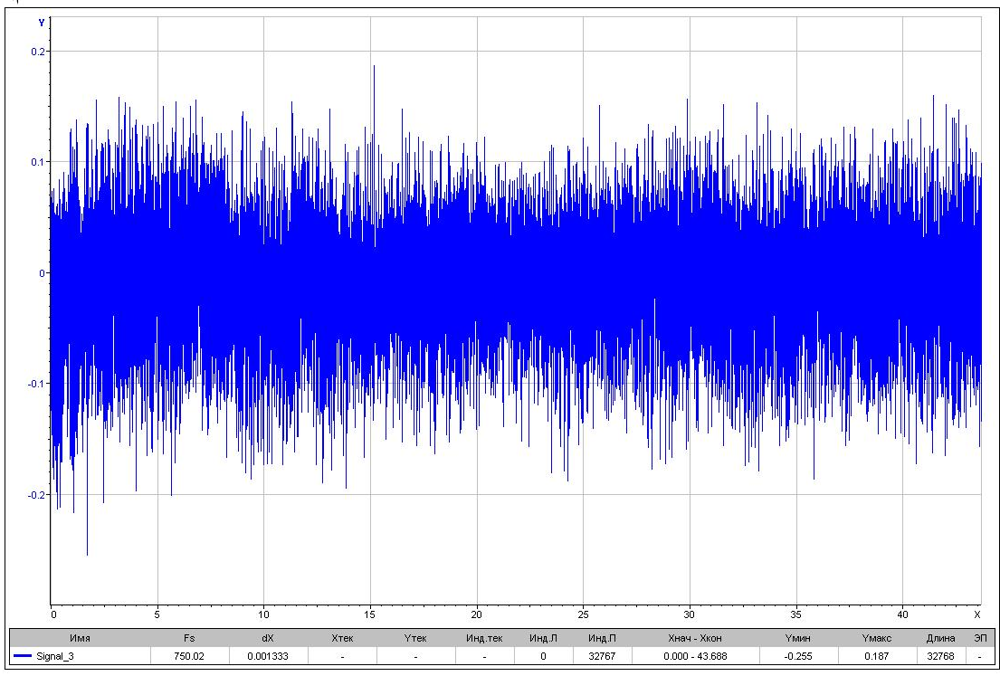 Y
0.2
0.1
0
-0.1
-0.2
0 5 10 15 20 25 30 35 40 X
Имя Fs dX Xтек Yтек Инд.тек Инд.Л Инд.П Xнач - Xкон Yмин Yмакс Длина ЭП
Signal_3 750.02 0.001333 - - - 0 32767 0.000 - 43.688 -0.255 0.187 32768 -